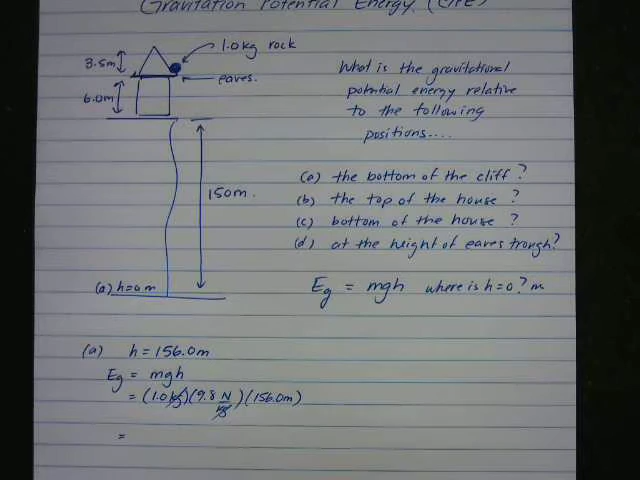 Gravitation Potential Energy (GPE)
3.5m
1.0kg rock
eaves.
6.0m
What is the gravitational
potential energy relative
to the following
positions....
150m.
(a) the bottom of the cliff?
(b) the top of the house?
(c) bottom of the house?
(d) at the height of eaves trough?
(a) h=0m
Eg = mgh where is h=0? m
(a) h=156.0m
Eg = mgh
= (1.0kg)(9.8 N/kg)(156.0m)
=